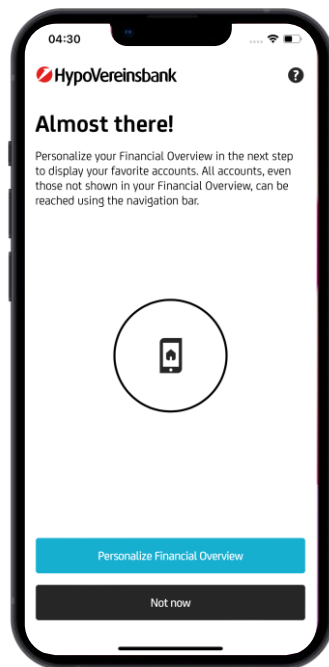 04:30
HypoVereinsbank
?
Almost there!
Personalize your Financial Overview in the next step
to display your favorite accounts. All accounts, even
those not shown in your Financial Overview, can be
reached using the navigation bar.
Personalize Financial Overview
Not now